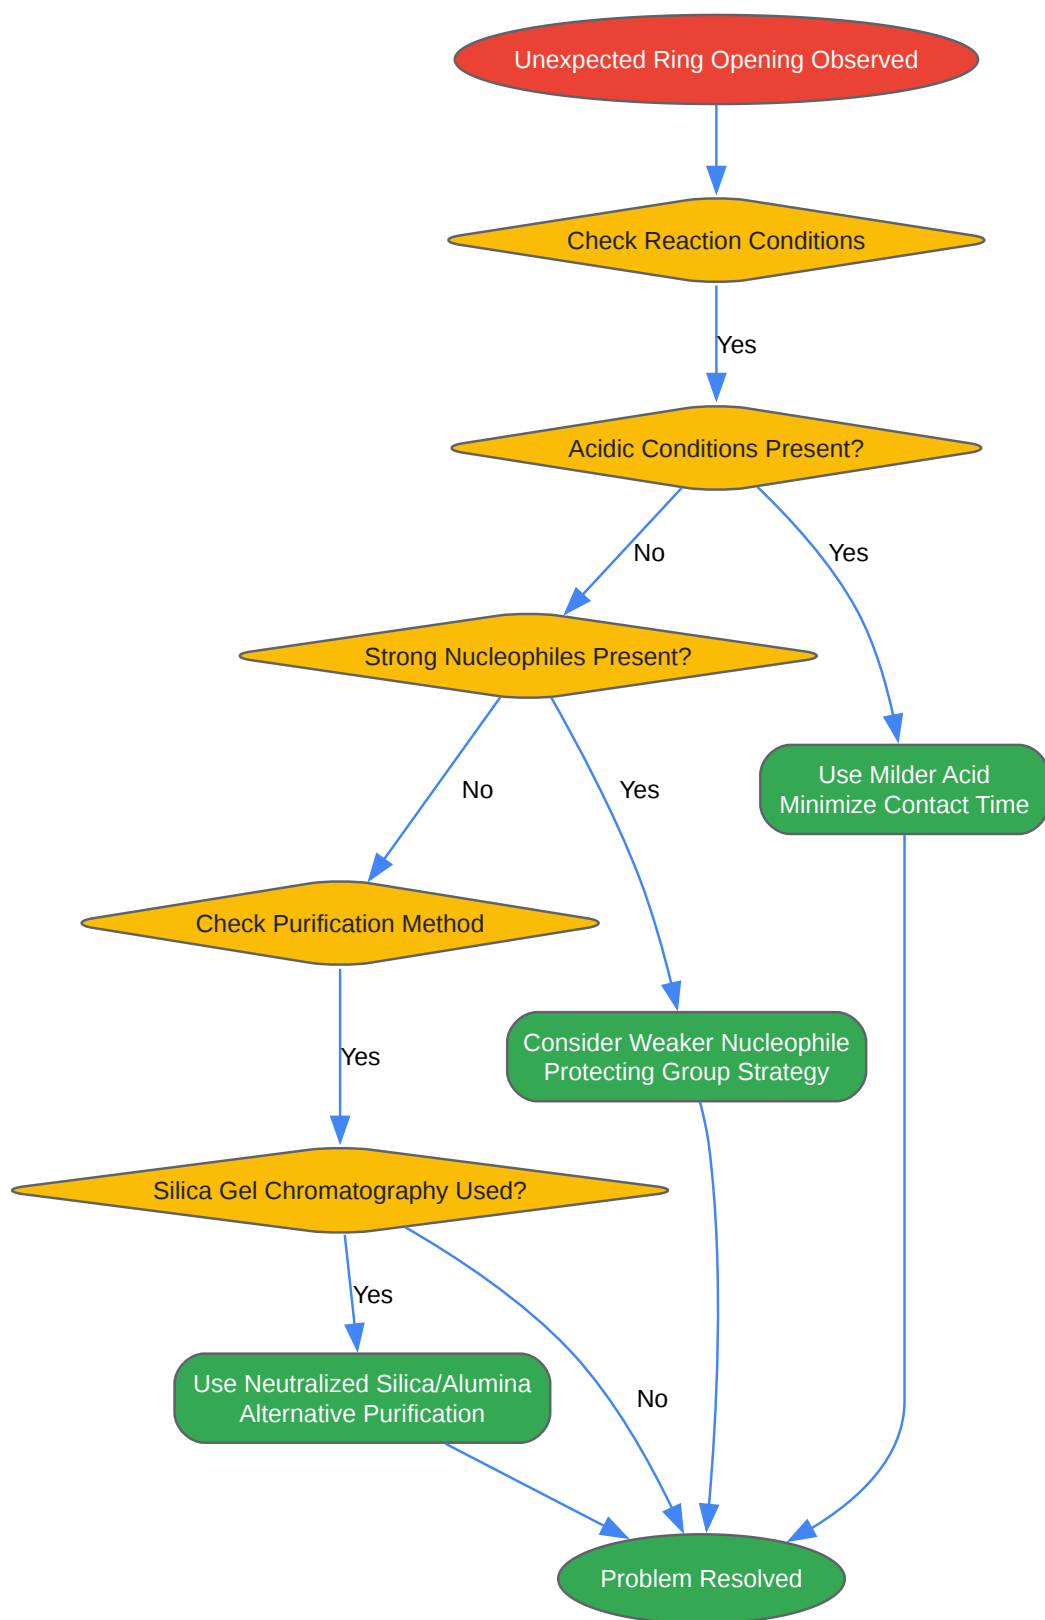 Unexpected Ring Opening Observed
Check Reaction Conditions
Yes
Acidic Conditions Present?
No
Yes
Strong Nucleophiles Present?
Use Milder Acid
Minimize Contact Time
No
Yes
Check Purification Method
Consider Weaker Nucleophile
Protecting Group Strategy
Yes
Silica Gel Chromatography Used?
Yes
Use Neutralized Silica/Alumina
Alternative Purification
No
Problem Resolved